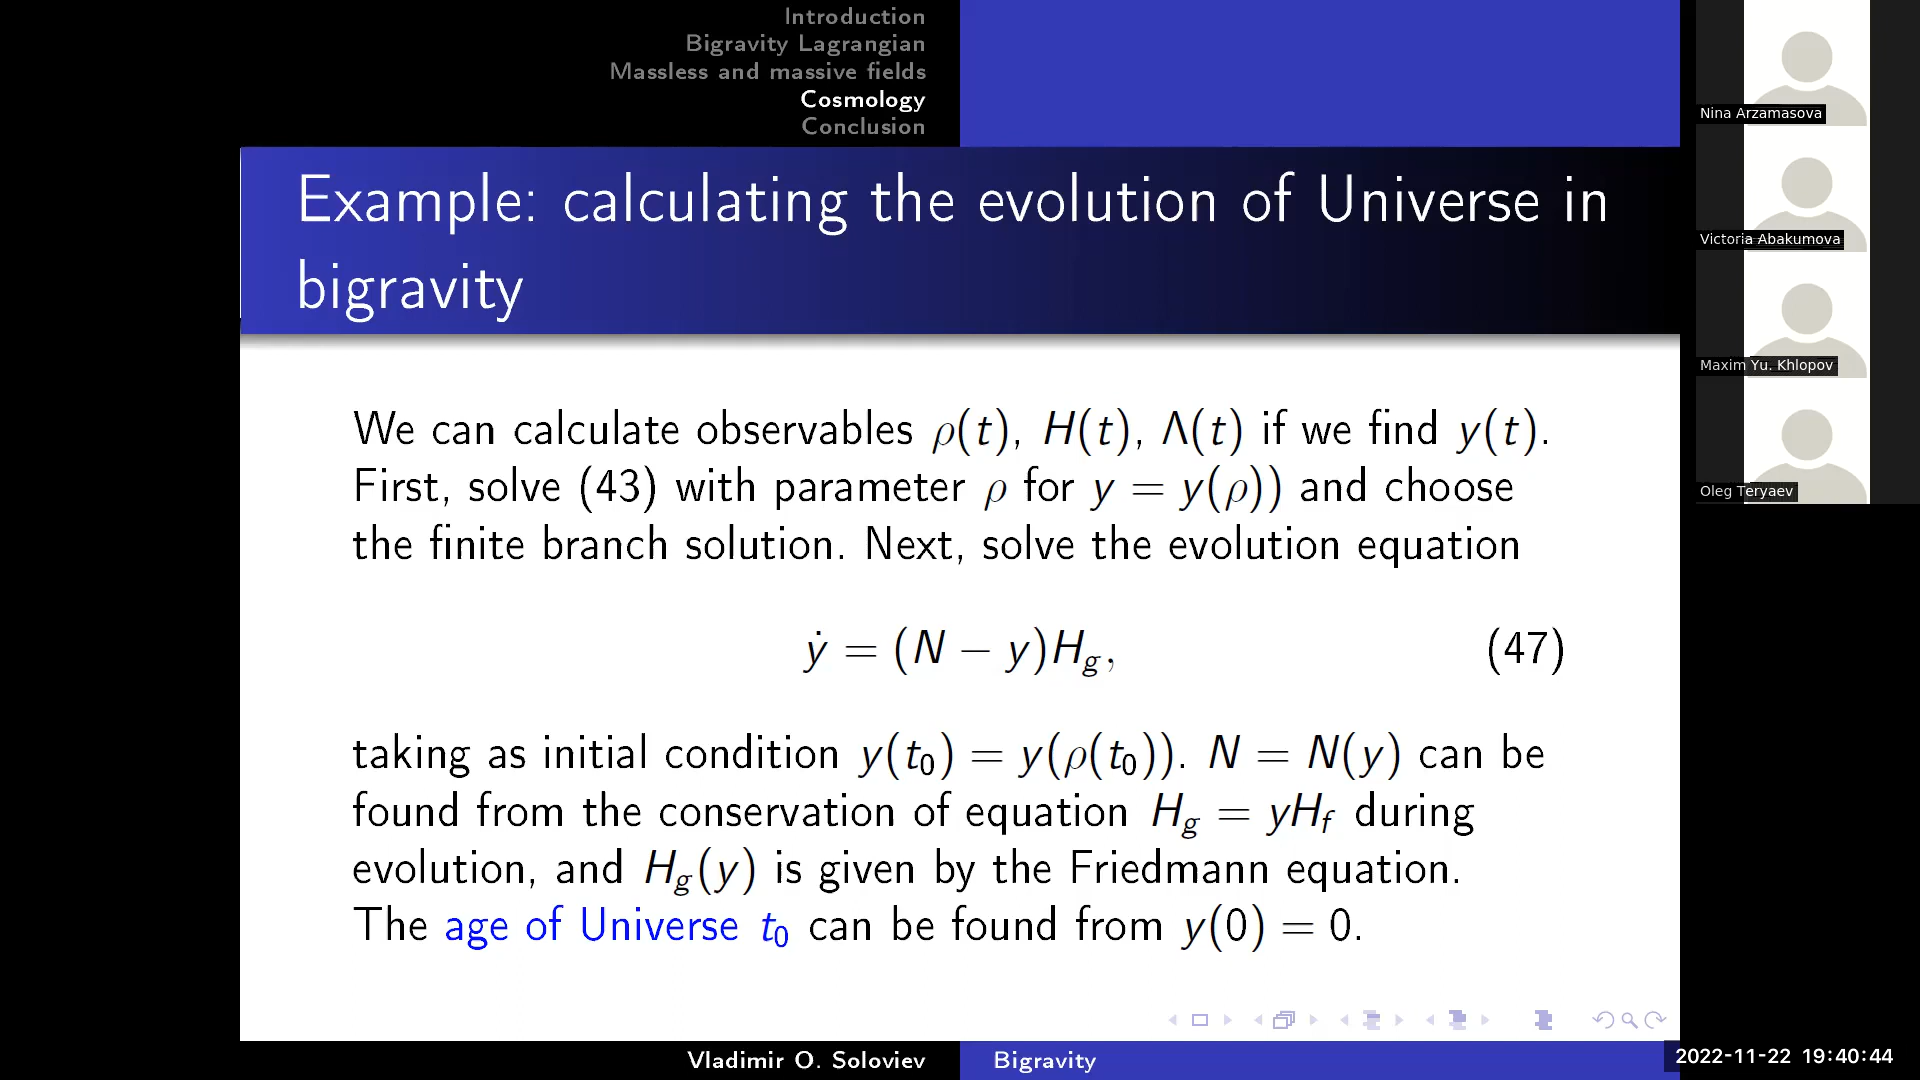 Introduction
Bigravity Lagrangian
Massless and massive fields
Cosmology
Conclusion
Example: calculating the evolution of Universe in
bigravity
We can calculate observables ρ(t), H(t), Λ(t) if we find y(t).
First, solve (43) with parameter ρ for y = y(ρ)) and choose
the finite branch solution. Next, solve the evolution equation
ẏ = (N − y)H_g, (47)
taking as initial condition y(t₀) = y(ρ(t₀)). N = N(y) can be
found from the conservation of equation H_g = yH_f during
evolution, and H_g(y) is given by the Friedmann equation.
The age of Universe t₀ can be found from y(0) = 0.
Vladimir O. Soloviev
Bigravity
Nina Arzamasova
Victoria Abakumova
Maxim Yu. Khlopov
Oleg Teryaev
2022-11-22 19:40:44